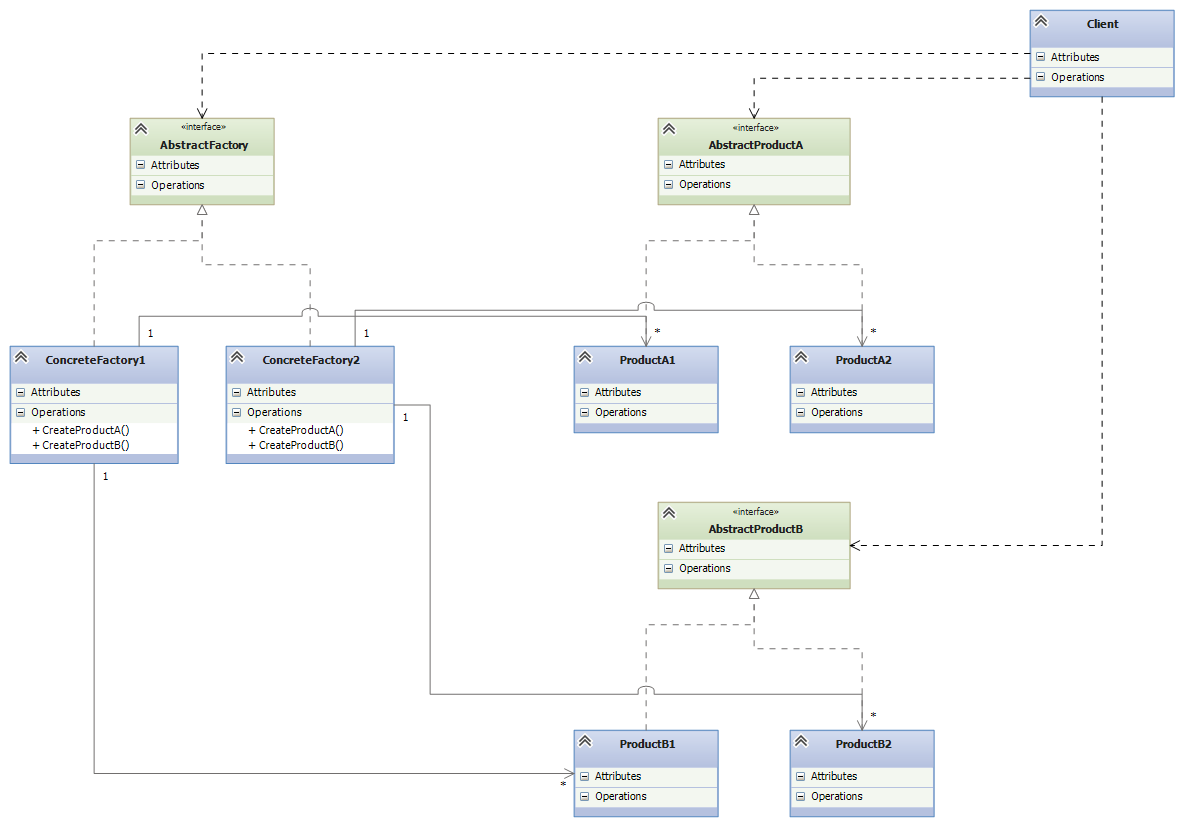 Client
Attributes
Operations
«interface»
AbstractFactory
Attributes
Operations
«interface»
AbstractProductA
Attributes
Operations
1
1
*
*
ConcreteFactory1
Attributes
Operations
+ CreateProductA()
+ CreateProductB()
1
ConcreteFactory2
Attributes
Operations
+ CreateProductA()
+ CreateProductB()
1
ProductA1
Attributes
Operations
ProductA2
Attributes
Operations
«interface»
AbstractProductB
Attributes
Operations
*
*
ProductB1
Attributes
Operations
ProductB2
Attributes
Operations